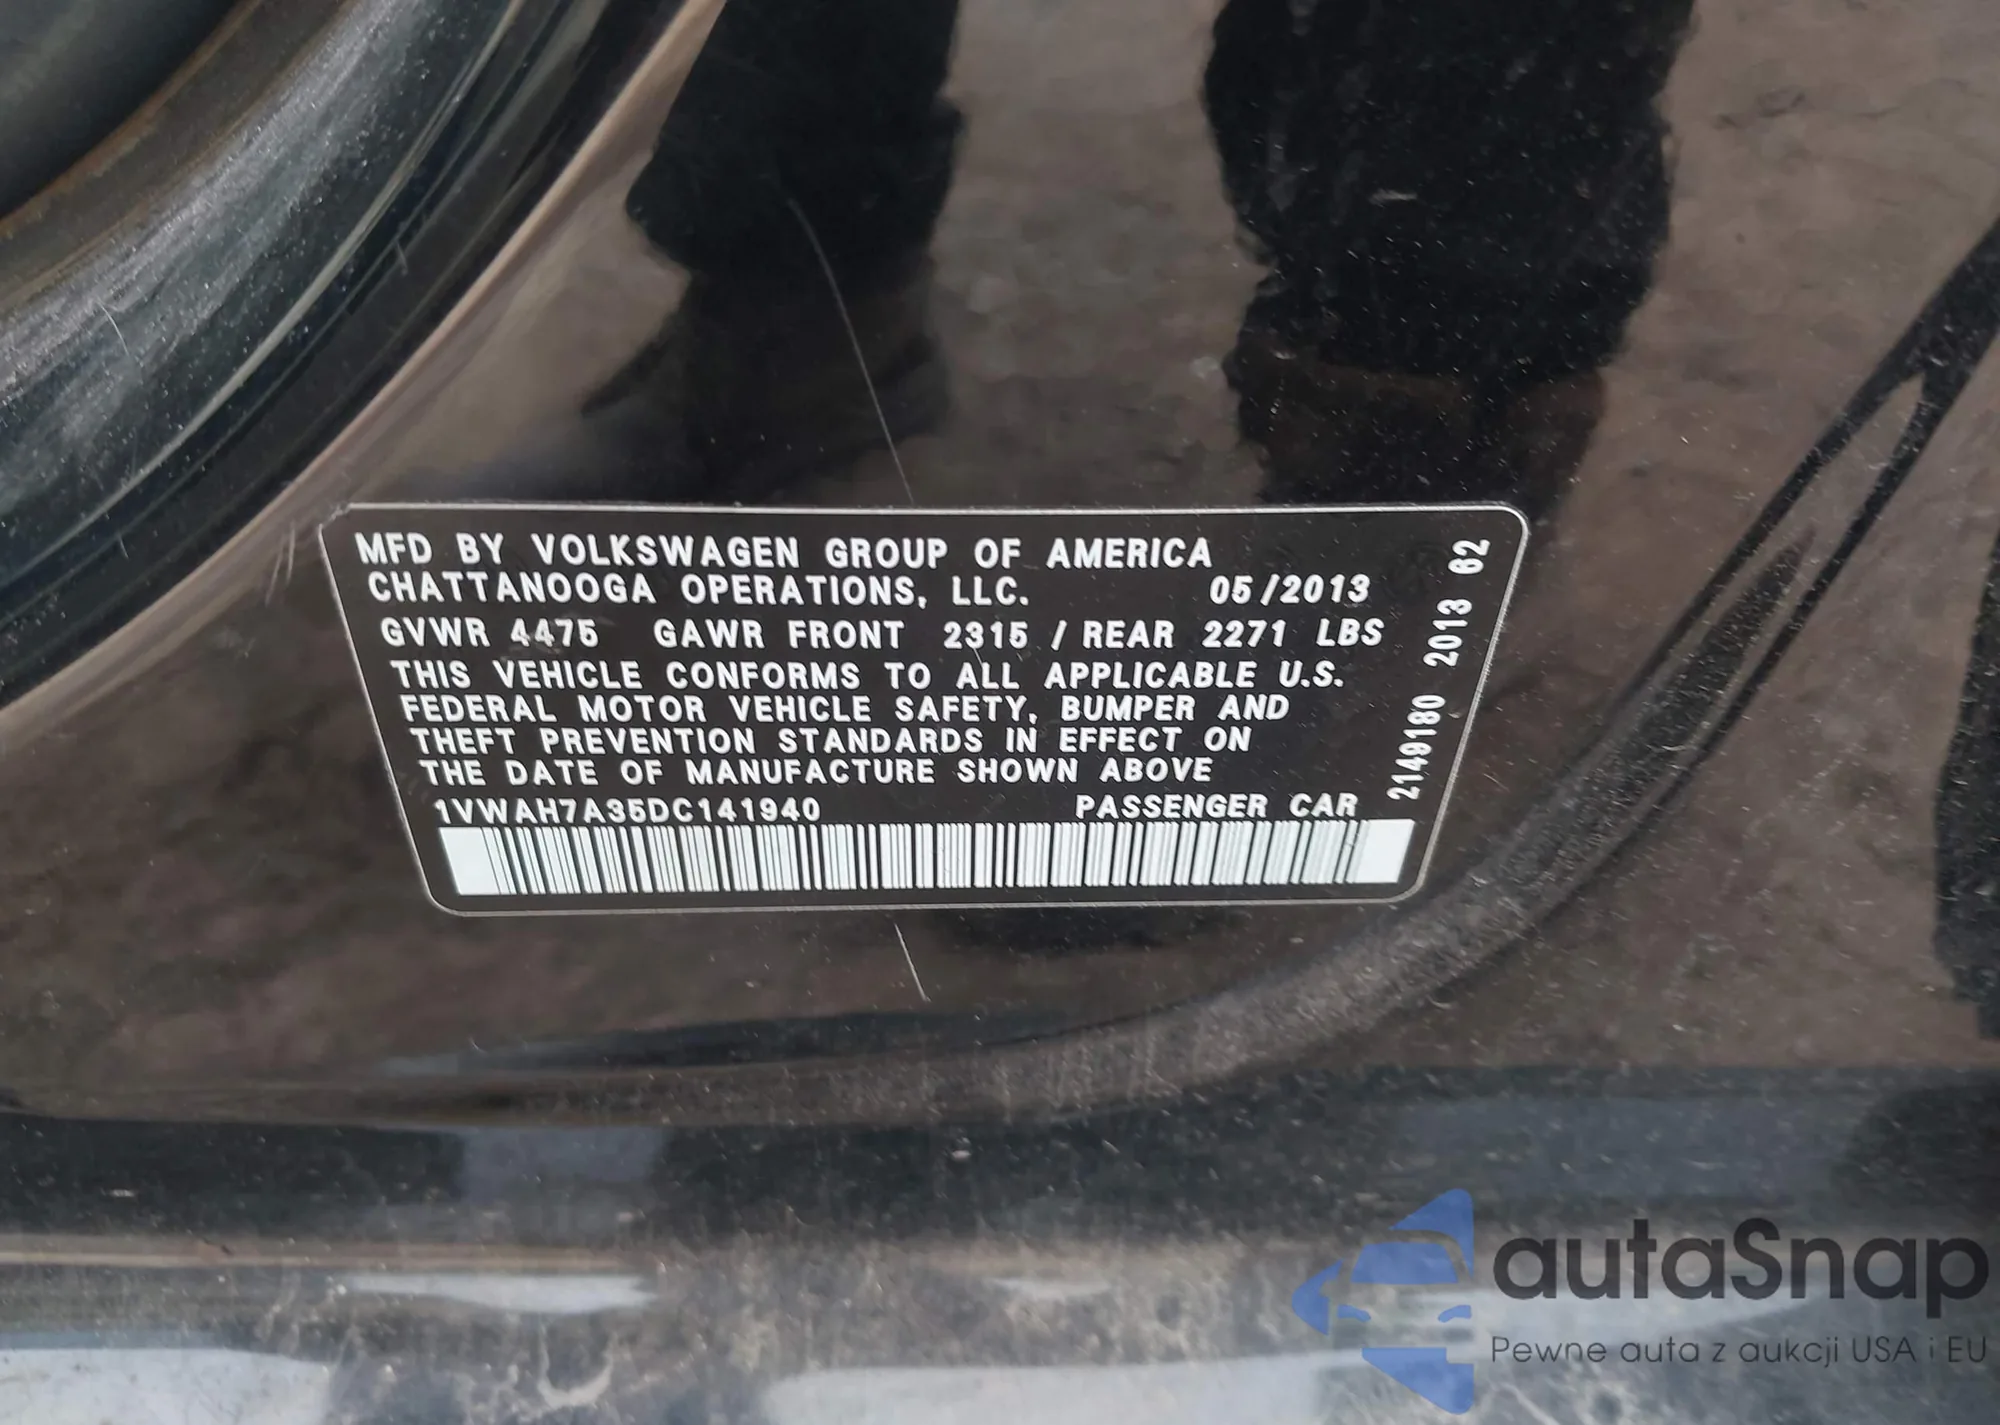 MFD BY VOLKSWAGEN GROUP OF AMERICA
CHATTANOOGA OPERATIONS, LLC. 05/2013
GVWR 4475 GAWR FRONT 2315 / REAR 2271 LBS
THIS VEHICLE CONFORMS TO ALL APPLICABLE U.S.
FEDERAL MOTOR VEHICLE SAFETY, BUMPER AND
THEFT PREVENTION STANDARDS IN EFFECT ON
THE DATE OF MANUFACTURE SHOWN ABOVE
1VWAH7A35DC141940 PASSENGER CAR
2149180 2013 62
autaSnap
Pewne auta z aukcji USA i EU